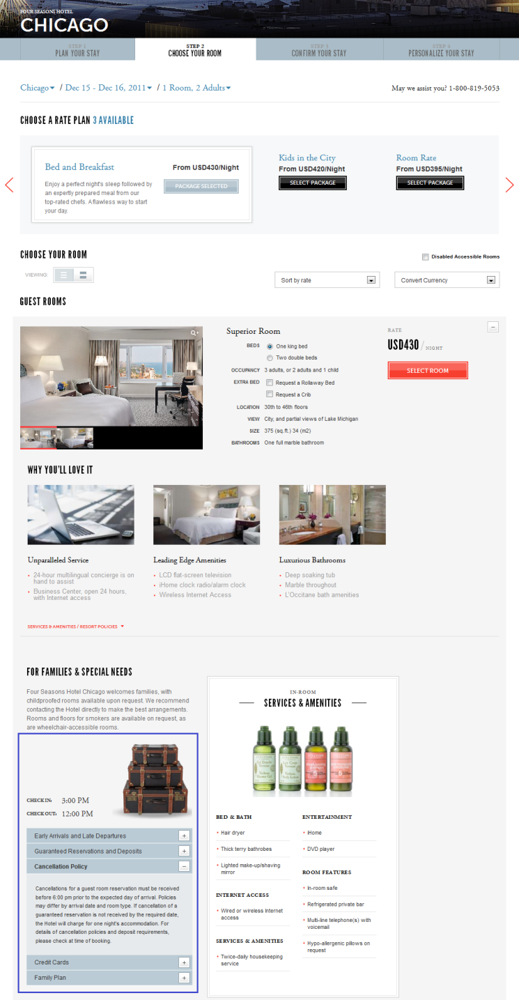 FOUR SEASONS HOTEL
CHICAGO
STEP 1
PLAN YOUR STAY
STEP 2
CHOOSE YOUR ROOM
STEP 3
CONFIRM YOUR STAY
STEP 4
PERSONALIZE YOUR STAY
Chicago / Dec 15 - Dec 16, 2011 / 1 Room, 2 Adults
May we assist you? 1-800-819-5053
CHOOSE A RATE PLAN 3 AVAILABLE
Bed and Breakfast
From USD430/Night
Enjoy a perfect night's sleep followed by
an expertly prepared meal from our
top-rated chefs. A flawless way to start
your day.
PACKAGE SELECTED
Kids in the City
From USD420/Night
SELECT PACKAGE
Room Rate
From USD395/Night
SELECT PACKAGE
CHOOSE YOUR ROOM
Disabled Accessible Rooms
VIEWING:
Sort by rate
Convert Currency
GUEST ROOMS
Superior Room
BEDS One king bed
Two double beds
OCCUPANCY 3 adults, or 2 adults and 1 child
EXTRA BED Request a Rollaway Bed
Request a Crib
LOCATION 30th to 46th floors
VIEW City, and partial views of Lake Michigan
SIZE 375 (sq.ft.) 34 (m2)
BATHROOMS One full marble bathroom
RATE
USD430 / NIGHT
SELECT ROOM
WHY YOU'LL LOVE IT
Unparalleled Service
• 24-hour multilingual concierge is on
hand to assist
• Business Center, open 24 hours,
with Internet access
Leading Edge Amenities
• LCD flat-screen television
• iHome clock radio/alarm clock
• Wireless Internet Access
Luxurious Bathrooms
• Deep soaking tub
• Marble throughout
• L'Occitane bath amenities
SERVICES & AMENITIES / RESORT POLICIES
FOR FAMILIES & SPECIAL NEEDS
Four Seasons Hotel Chicago welcomes families, with
childproofed rooms available upon request. We recommend
contacting the Hotel directly to make the best arrangements.
Rooms and floors for smokers are available on request, as
are wheelchair-accessible rooms.
CHECK IN: 3:00 PM
CHECK OUT: 12:00 PM
Early Arrivals and Late Departures
Guaranteed Reservations and Deposits
Cancellation Policy
Cancellations for a guest room reservation must be received
before 6:00 pm prior to the expected day of arrival. Policies
may differ by arrival date and room type. If cancellation of a
guaranteed reservation is not received by the required date,
the Hotel will charge for one night's accommodation. For
details of cancellation policies and deposit requirements,
please check at time of booking.
Credit Cards
Family Plan
IN-ROOM
SERVICES & AMENITIES
BED & BATH
• Hair dryer
• Thick terry bathrobes
• Lighted make-up/shaving
mirror
INTERNET ACCESS
• Wired or wireless Internet
access
SERVICES & AMENITIES
• Twice-daily housekeeping
service
ENTERTAINMENT
• iHome
• DVD player
ROOM FEATURES
• In-room safe
• Refrigerated private bar
• Multi-line telephone(s) with
voicemail
• Hypo-allergenic pillows on
request